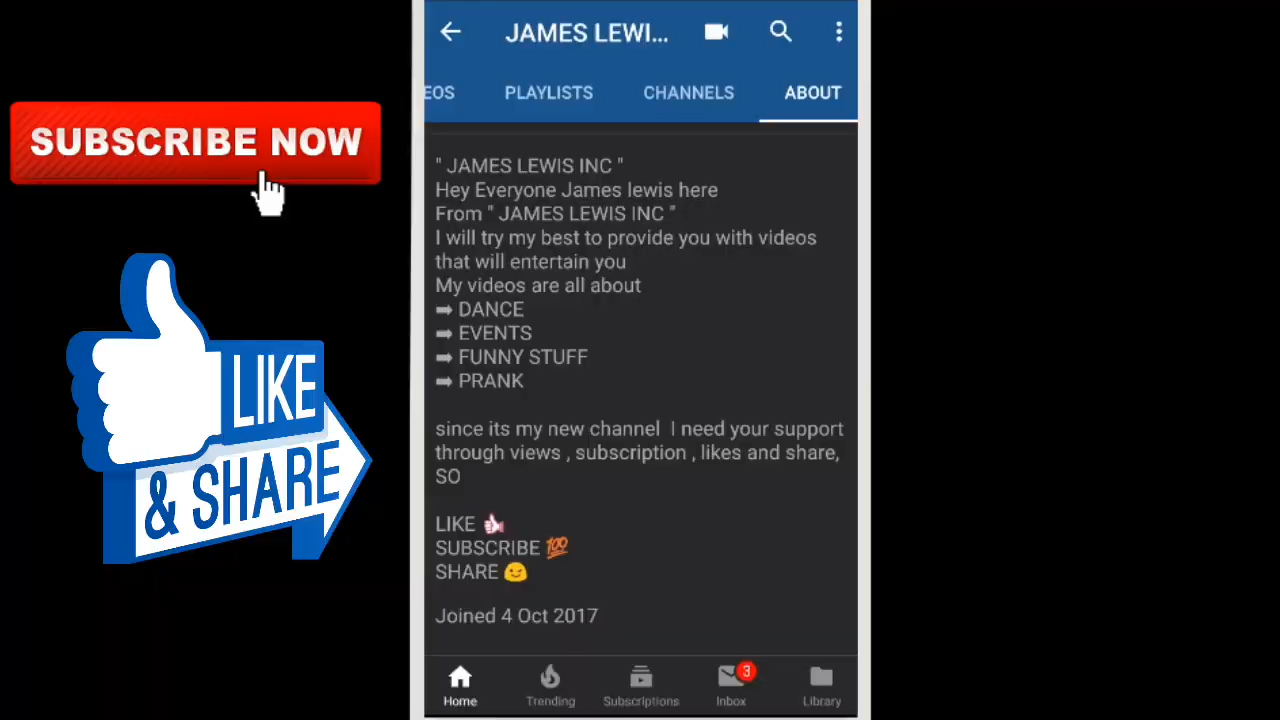 SUBSCRIBE NOW
LIKE
& SHARE
JAMES LEWI...
EOS PLAYLISTS CHANNELS ABOUT
" JAMES LEWIS INC "
Hey Everyone James lewis here
From " JAMES LEWIS INC "
I will try my best to provide you with videos
that will entertain you
My videos are all about
➡ DANCE
➡ EVENTS
➡ FUNNY STUFF
➡ PRANK
since its my new channel I need your support
through views , subscription , likes and share,
SO
LIKE 👍
SUBSCRIBE 💯
SHARE 😉
Joined 4 Oct 2017
3
Home Trending Subscriptions Inbox Library